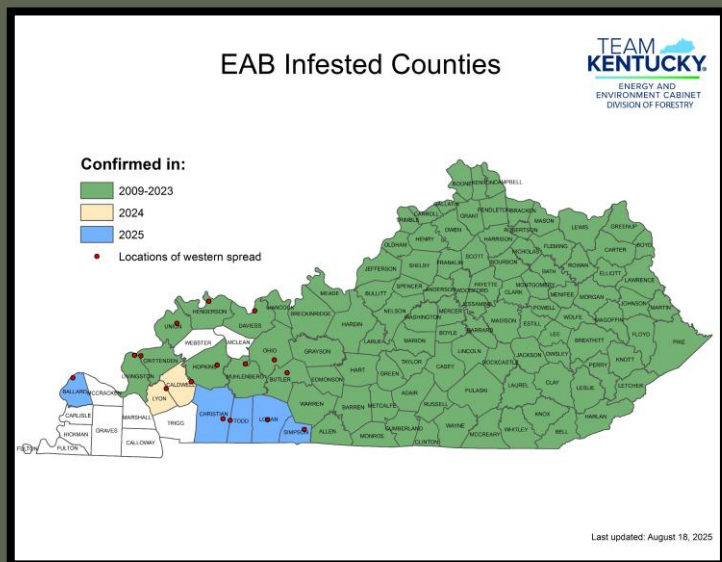 EAB Infested Counties
TEAM
KENTUCKY®
ENERGY AND
ENVIRONMENT CABINET
DIVISION OF FORESTRY
Confirmed in:
2009-2023
2024
2025
Locations of western spread
BOONE
KENTON
CAMPBELL
GALLATIN
PENDLETON
BRACKEN
GRANT
MASON
CARROLL
TRIMBLE
OWEN
ROBERTSON
LEWIS
GREENUP
HENRY
HARRISON
FLEMING
BOYD
OLDHAM
NICHOLAS
CARTER
SCOTT
ROWAN
JEFFERSON
SHELBY
FRANKLIN
BOURBON
BATH
ELLIOTT
LAWRENCE
SPENCER
ANDERSON
WOODFORD
FAYETTE
CLARK
MONTGOMERY
MENIFEE
MORGAN
MEADE
BULLITT
JESSAMINE
POWELL
JOHNSON
MARTIN
HENDERSON
HANCOCK
BRECKINRIDGE
NELSON
WASHINGTON
MERCER
MADISON
ESTILL
WOLFE
MAGOFFIN
UNION
DAVIESS
HARDIN
BOYLE
GARRARD
LEE
BREATHITT
FLOYD
PIKE
WEBSTER
MCLEAN
LARUE
MARION
LINCOLN
ROCKCASTLE
JACKSON
OWSLEY
KNOTT
CRITTENDEN
OHIO
GRAYSON
TAYLOR
CASEY
PERRY
LIVINGSTON
HOPKINS
MUHLENBERG
BUTLER
EDMONSON
HART
GREEN
PULASKI
LAUREL
CLAY
LESLIE
LETCHER
BALLARD
MCCRACKEN
LYON
CALDWELL
ADAIR
RUSSELL
KNOX
HARLAN
CARLISLE
MARSHALL
CHRISTIAN
TODD
LOGAN
WARREN
BARREN
METCALFE
CUMBERLAND
WAYNE
WHITLEY
BELL
HICKMAN
GRAVES
TRIGG
SIMPSON
ALLEN
MONROE
CLINTON
MCCREARY
FULTON
FULTON
CALLOWAY
Last updated: August 18, 2025